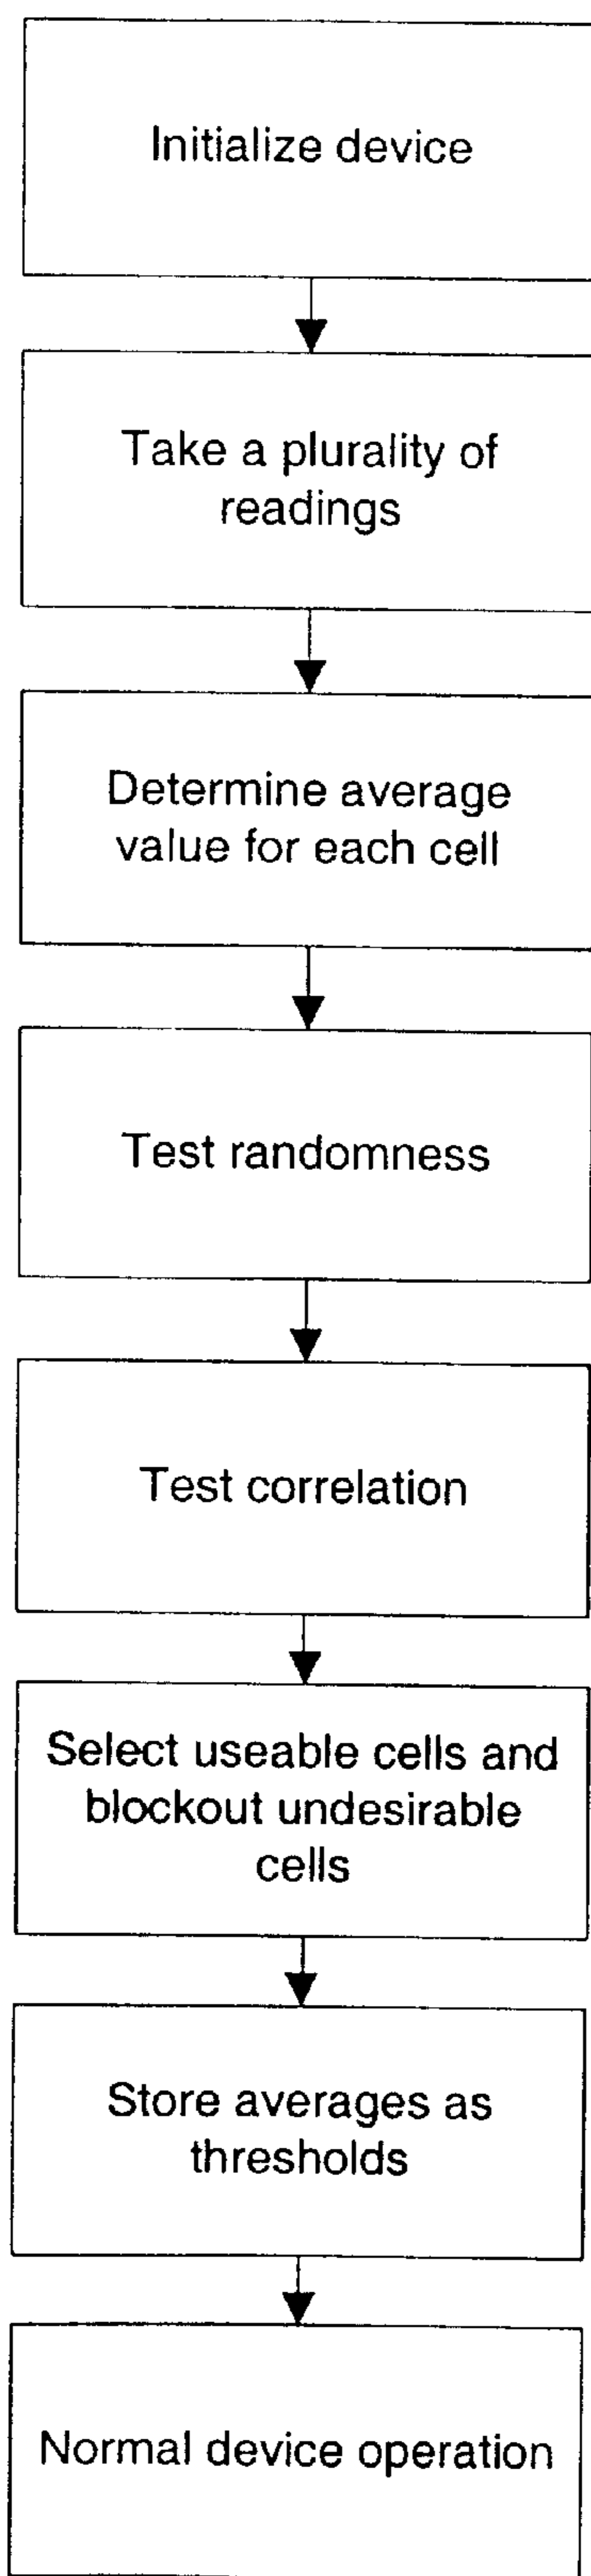 Initialize device
Take a plurality of
readings
Determine average
value for each cell
Test randomness
Test correlation
Select useable cells and
blockout undesirable
cells
Store averages as
thresholds
Normal device operation